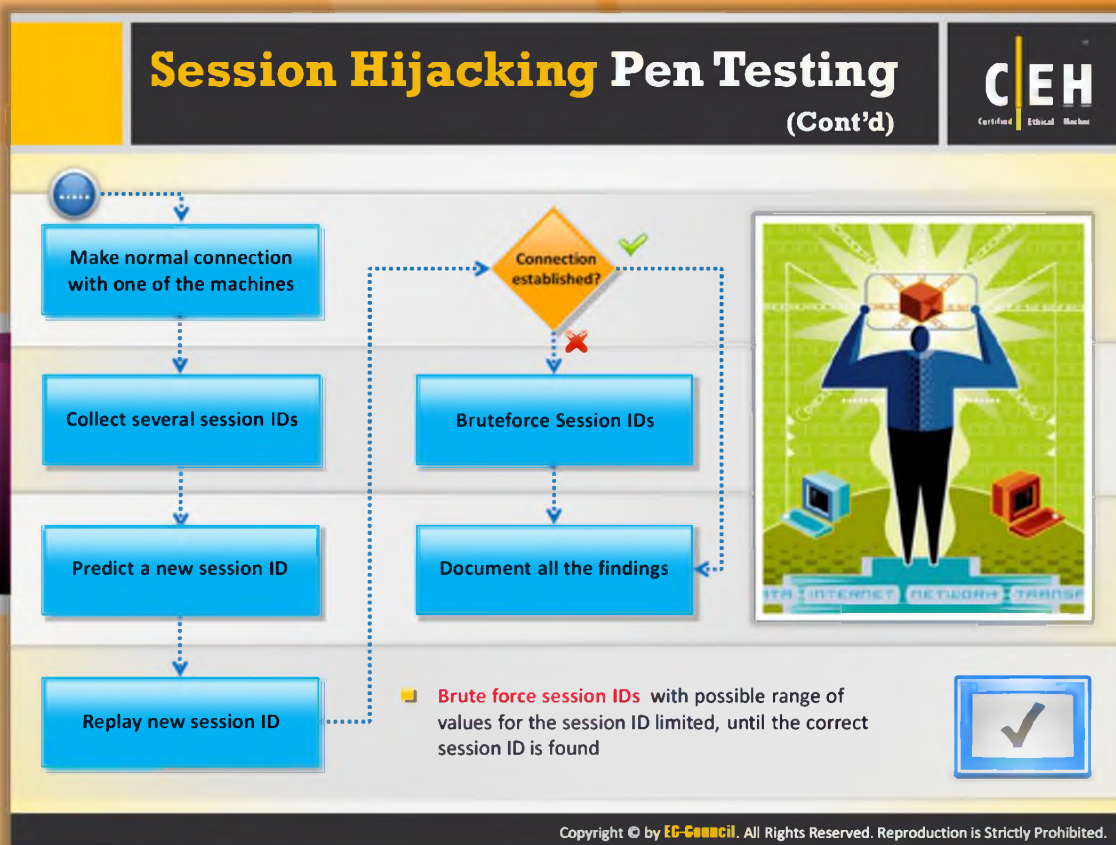 Session Hijacking Pen Testing
(Cont'd)
C|EH
Certified Ethical Hacker
Make normal connection
with one of the machines
Collect several session IDs
Predict a new session ID
Replay new session ID
Connection
established?
Bruteforce Session IDs
Document all the findings
INTERNET NETWORK
Brute force session IDs with possible range of
values for the session ID limited, until the correct
session ID is found
Copyright © by EC-Council. All Rights Reserved. Reproduction is Strictly Prohibited.